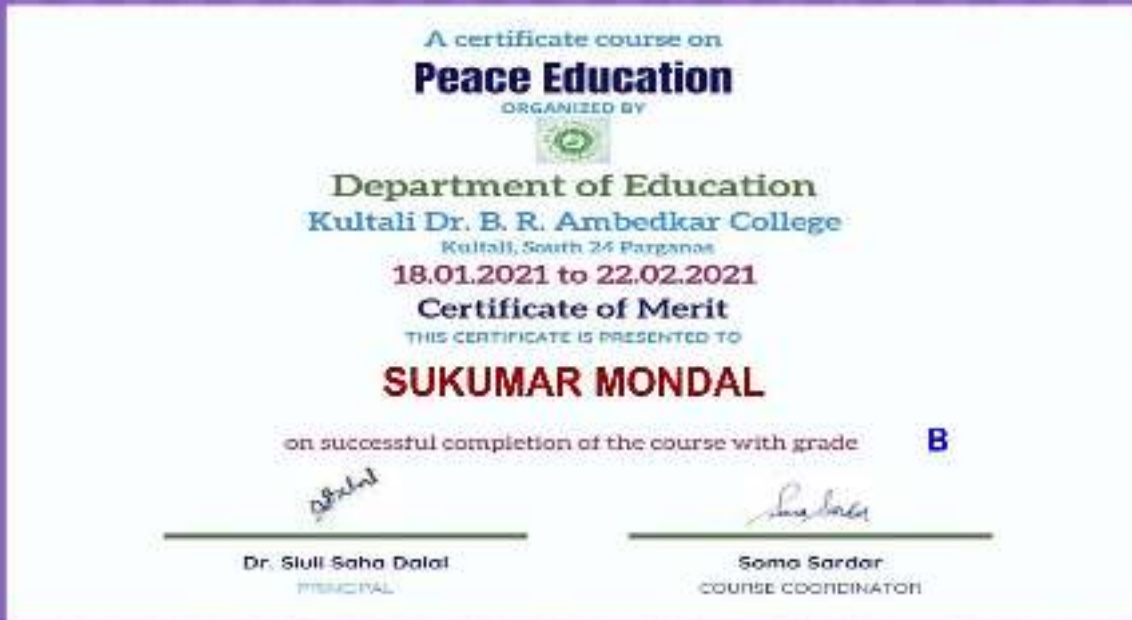 A certificate course on
Peace Education
ORGANIZED BY
Department of Education
Kultali Dr. B. R. Ambedkar College
Kultali, South 24 Parganas
18.01.2021 to 22.02.2021
Certificate of Merit
THIS CERTIFICATE IS PRESENTED TO
SUKUMAR MONDAL
on successful completion of the course with grade B
Dr. Siuli Saha Dalal Soma Sardar
PRINCIPAL COURSE COORDINATOR